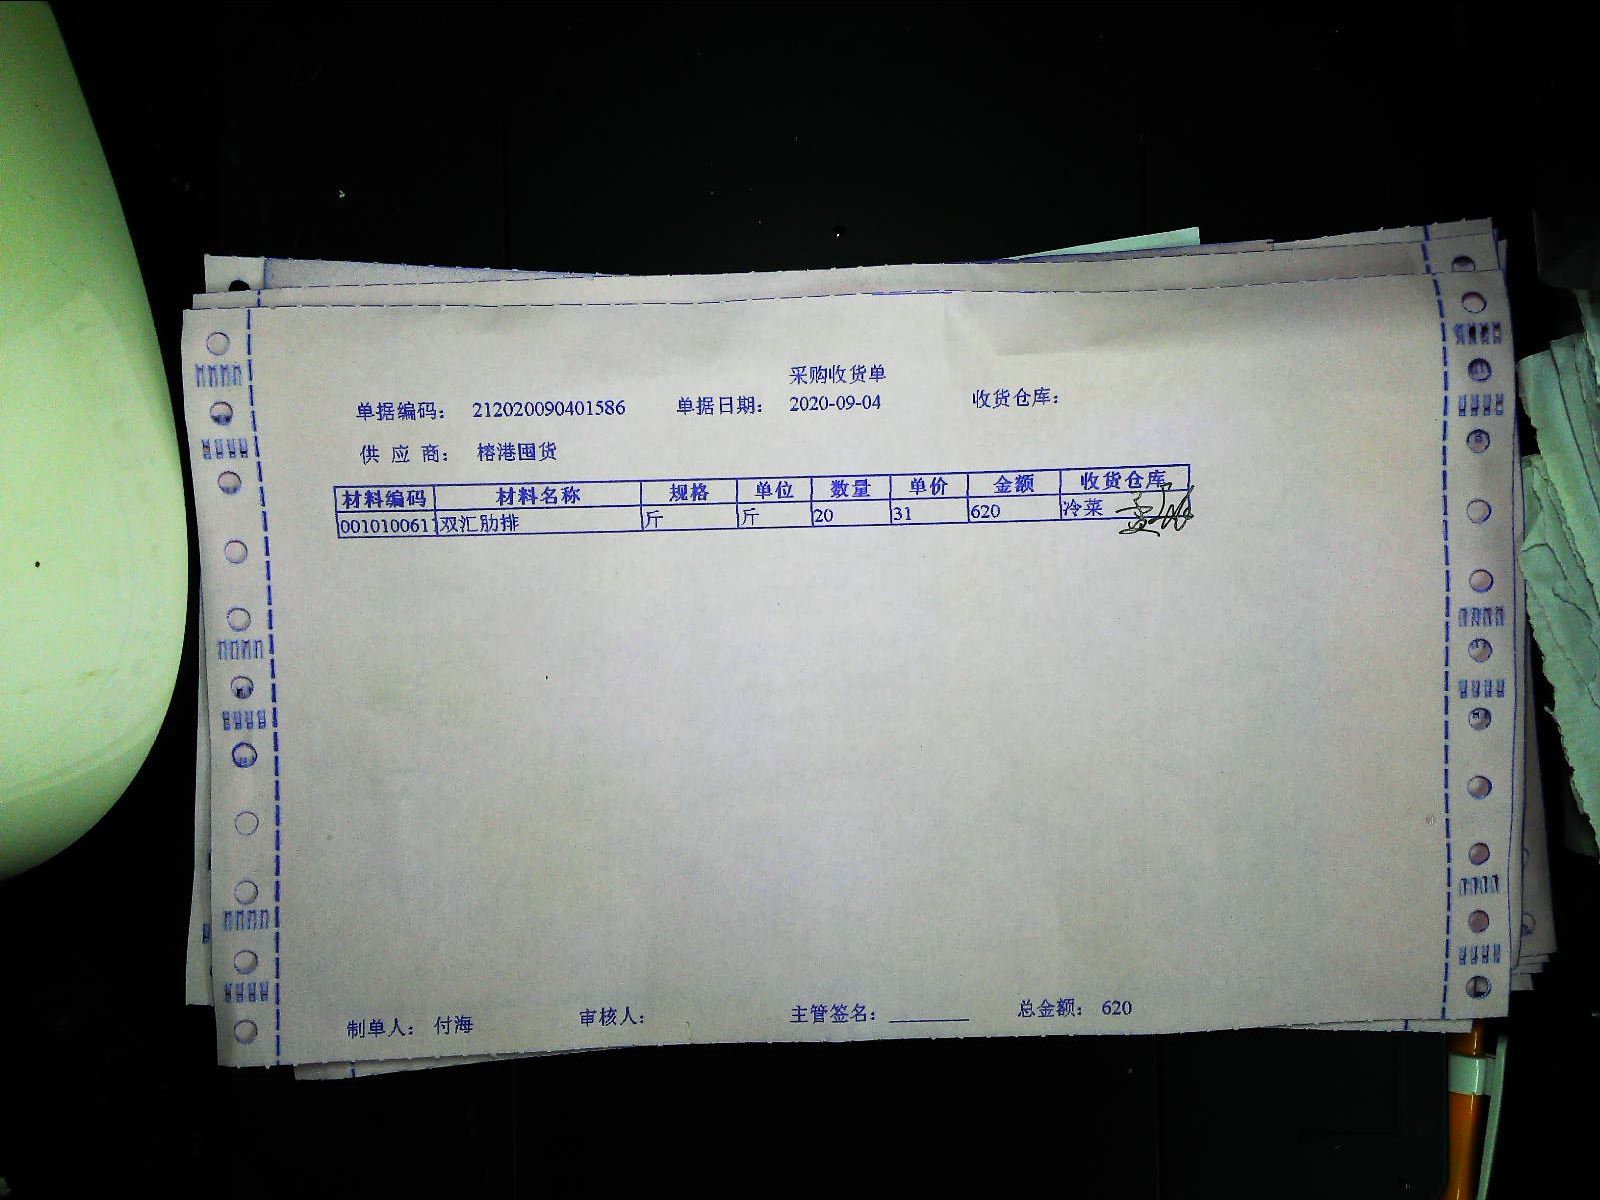 采购收货单
单据编码： 212020090401586 单据日期： 2020-09-04 收货仓库：
供 应 商： 榕港囤货
材料编码 材料名称 规格 单位 数量 单价 金额 收货仓库
0010100611 双汇肋排 斤 斤 20 31 620 冷菜
制单人： 付海 审核人： 主管签名： ________ 总金额： 620